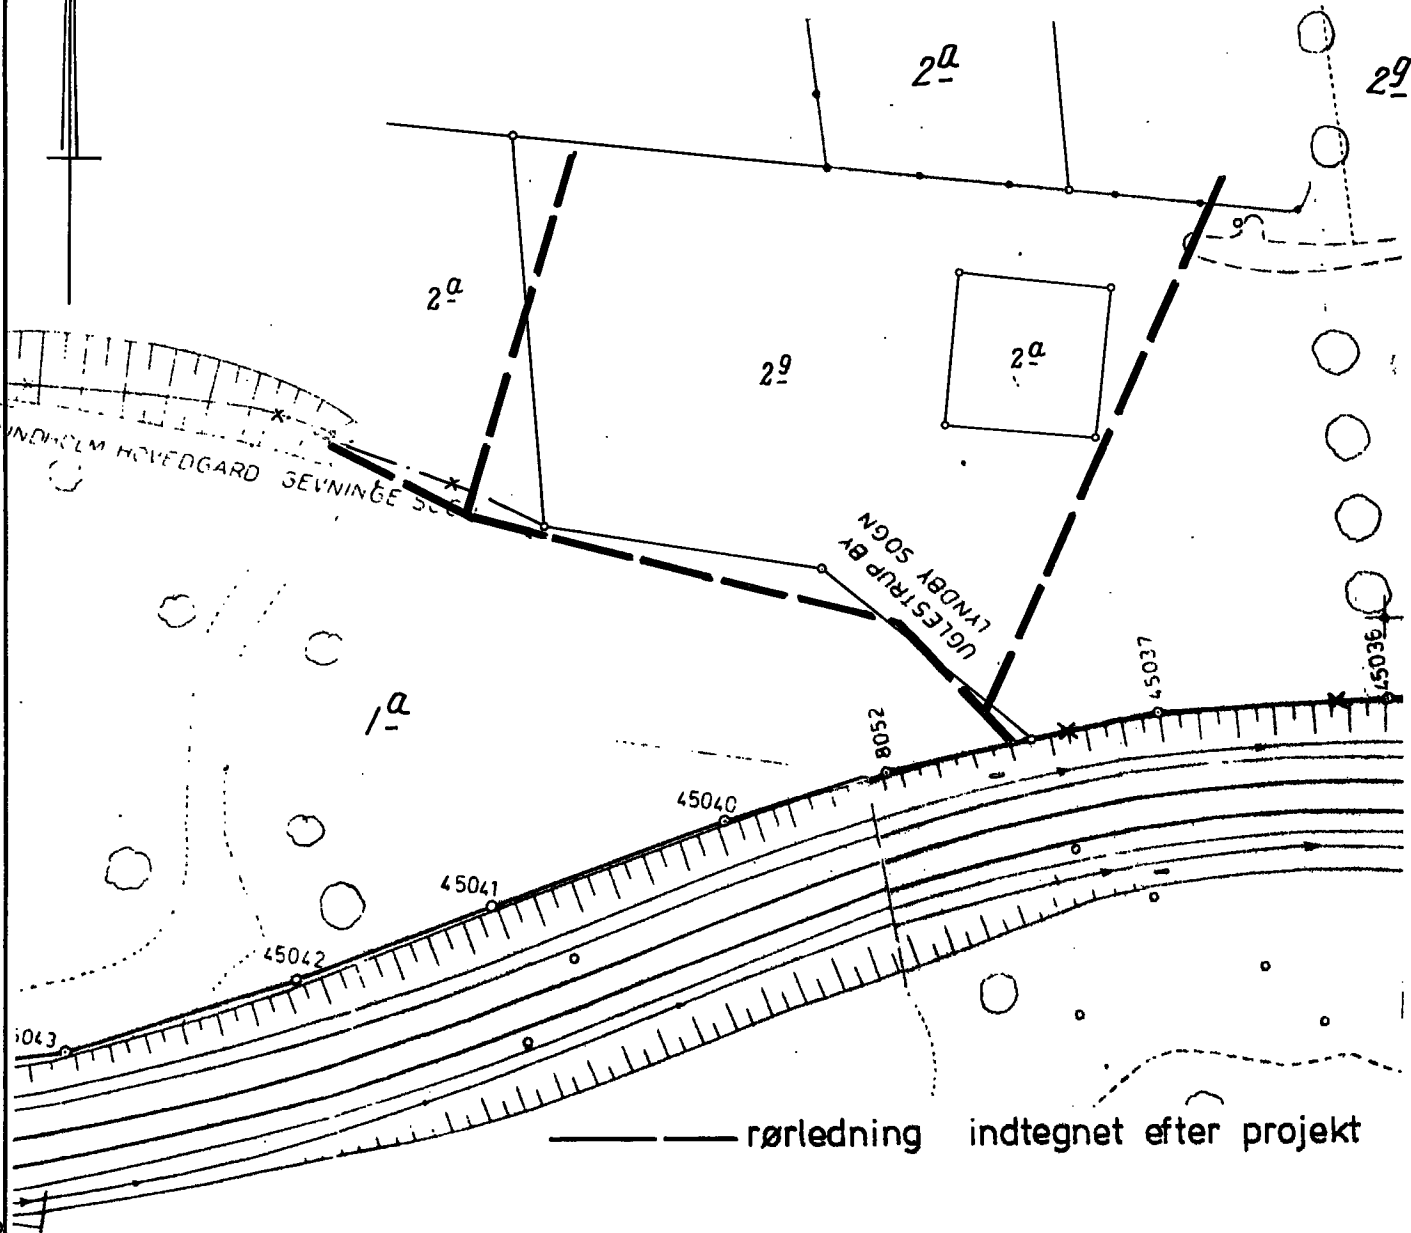 2a
2g
2a
2g
2a
HOVEDGARD SEVNINGE
UGLESTRUP BY
LYNDBY SOGN
1a
45036
45037
8052
45040
45041
45042
5043
rørledning indtegnet efter projekt